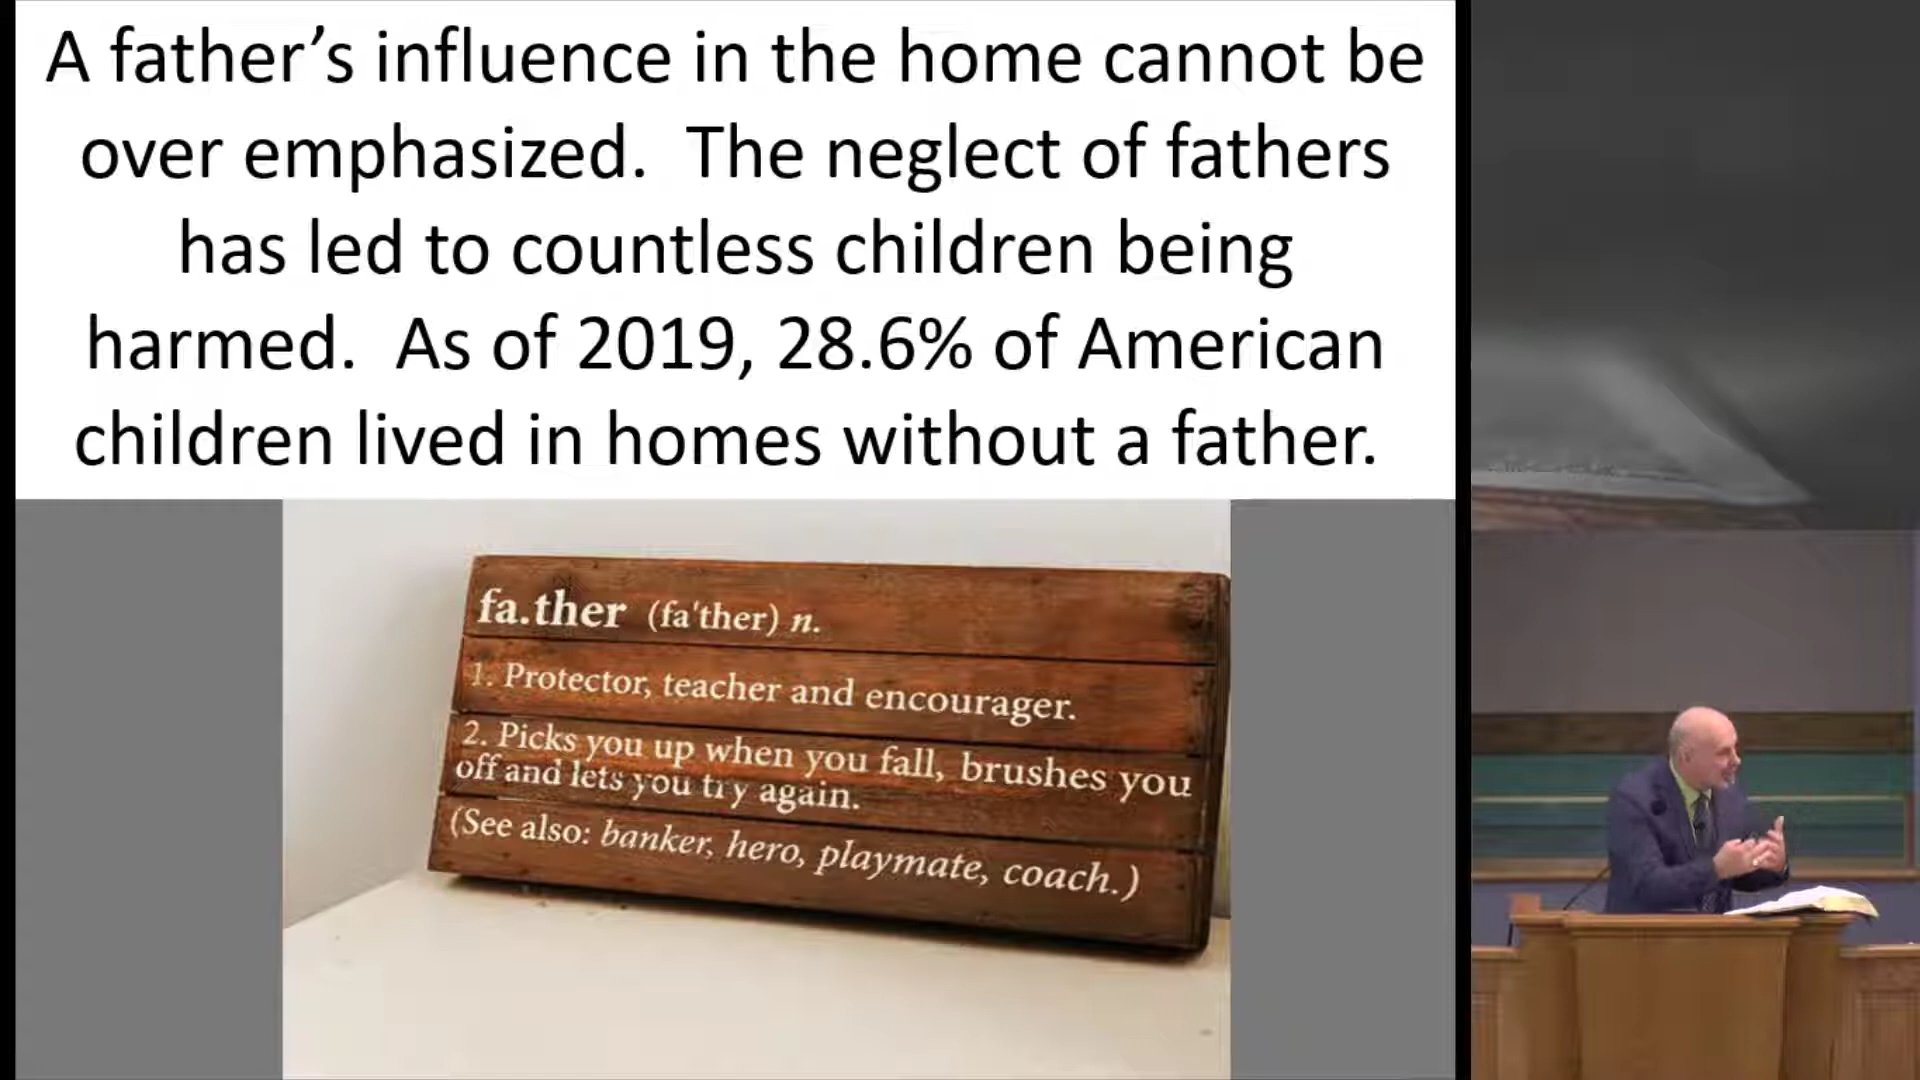 A father’s influence in the home cannot be
over emphasized.  The neglect of fathers
has led to countless children being
harmed.  As of 2019, 28.6% of American
children lived in homes without a father.
fa.ther (fa'ther) n.
1. Protector, teacher and encourager.
2. Picks you up when you fall, brushes you
off and lets you try again.
(See also: banker, hero, playmate, coach.)